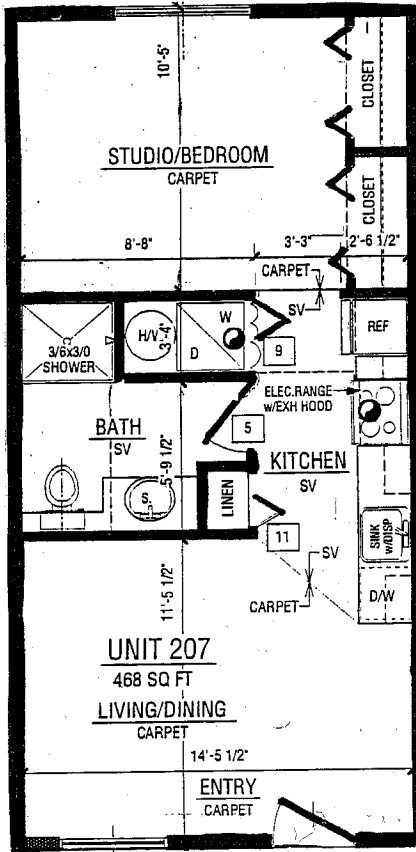 10'-5"
CLOSET
STUDIO/BEDROOM
CARPET
CLOSET
8'-8"
3'-3"
2'-6 1/2"
CARPET
SV
3/6x3/0
SHOWER
H/V
3'-4"
W
D
9
REF
ELEC.RANGE
w/EXH HOOD
BATH
SV
5
5'-9 1/2"
KITCHEN
SV
S.
LINEN
11
SINK
w/DISP
SV
CARPET
D/W
11'-5 1/2"
UNIT 207
468 SQ FT
LIVING/DINING
CARPET
14'-5 1/2"
ENTRY
CARPET